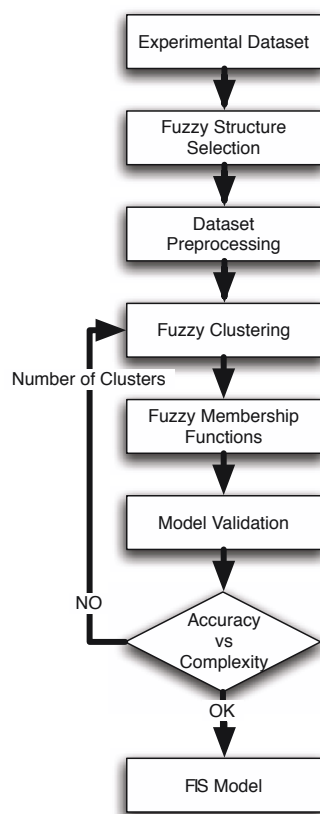 Experimental Dataset
Fuzzy Structure
Selection
Dataset
Preprocessing
Fuzzy Clustering
Number of Clusters
Fuzzy Membership
Functions
Model Validation
NO
Accuracy
vs
Complexity
OK
FIS Model